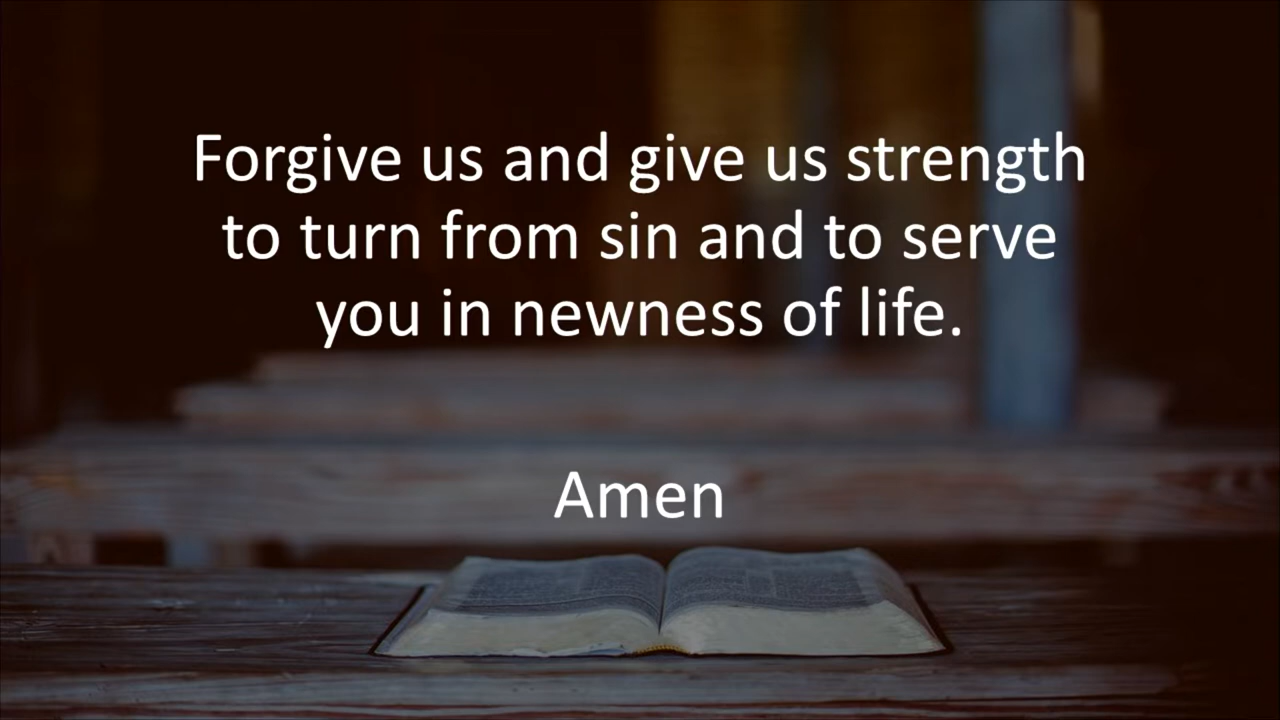 Forgive us and give us strength
to turn from sin and to serve
you in newness of life.
Amen